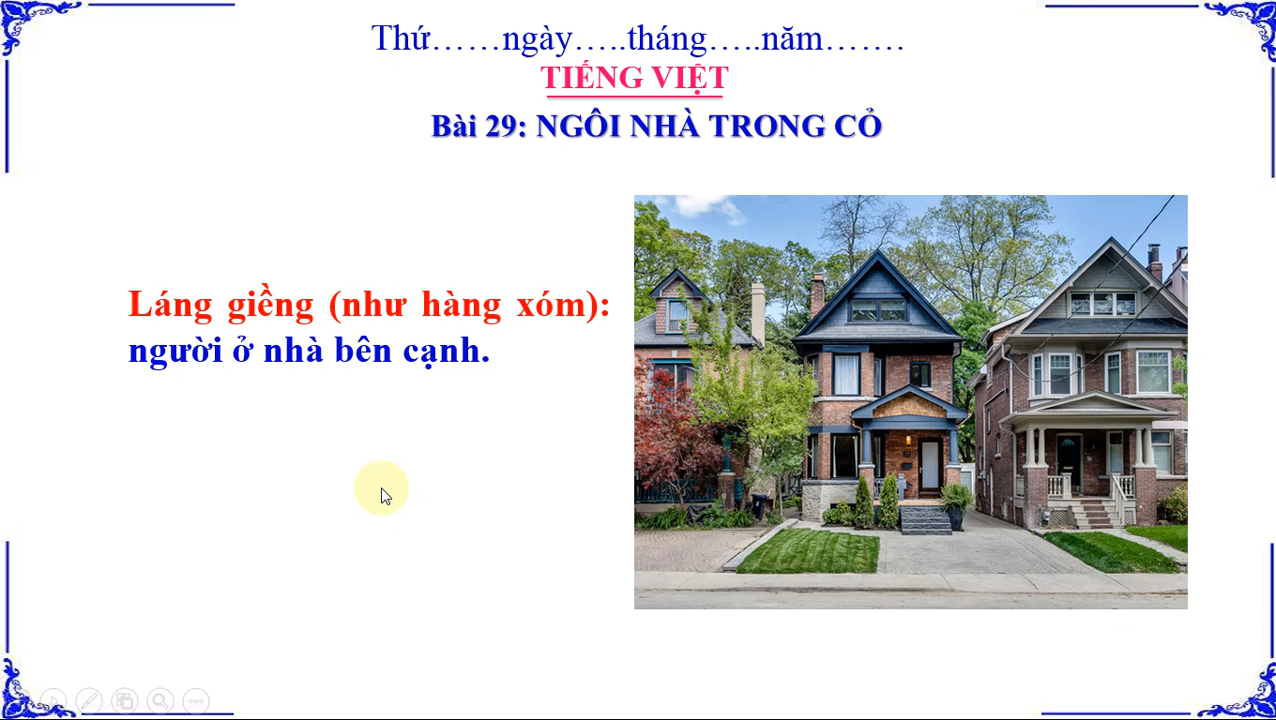 Thứ……ngày…..tháng…..năm…….
TIẾNG VIỆT
Bài 29: NGÔI NHÀ TRONG CỎ
Láng giềng (như hàng xóm):
người ở nhà bên cạnh.